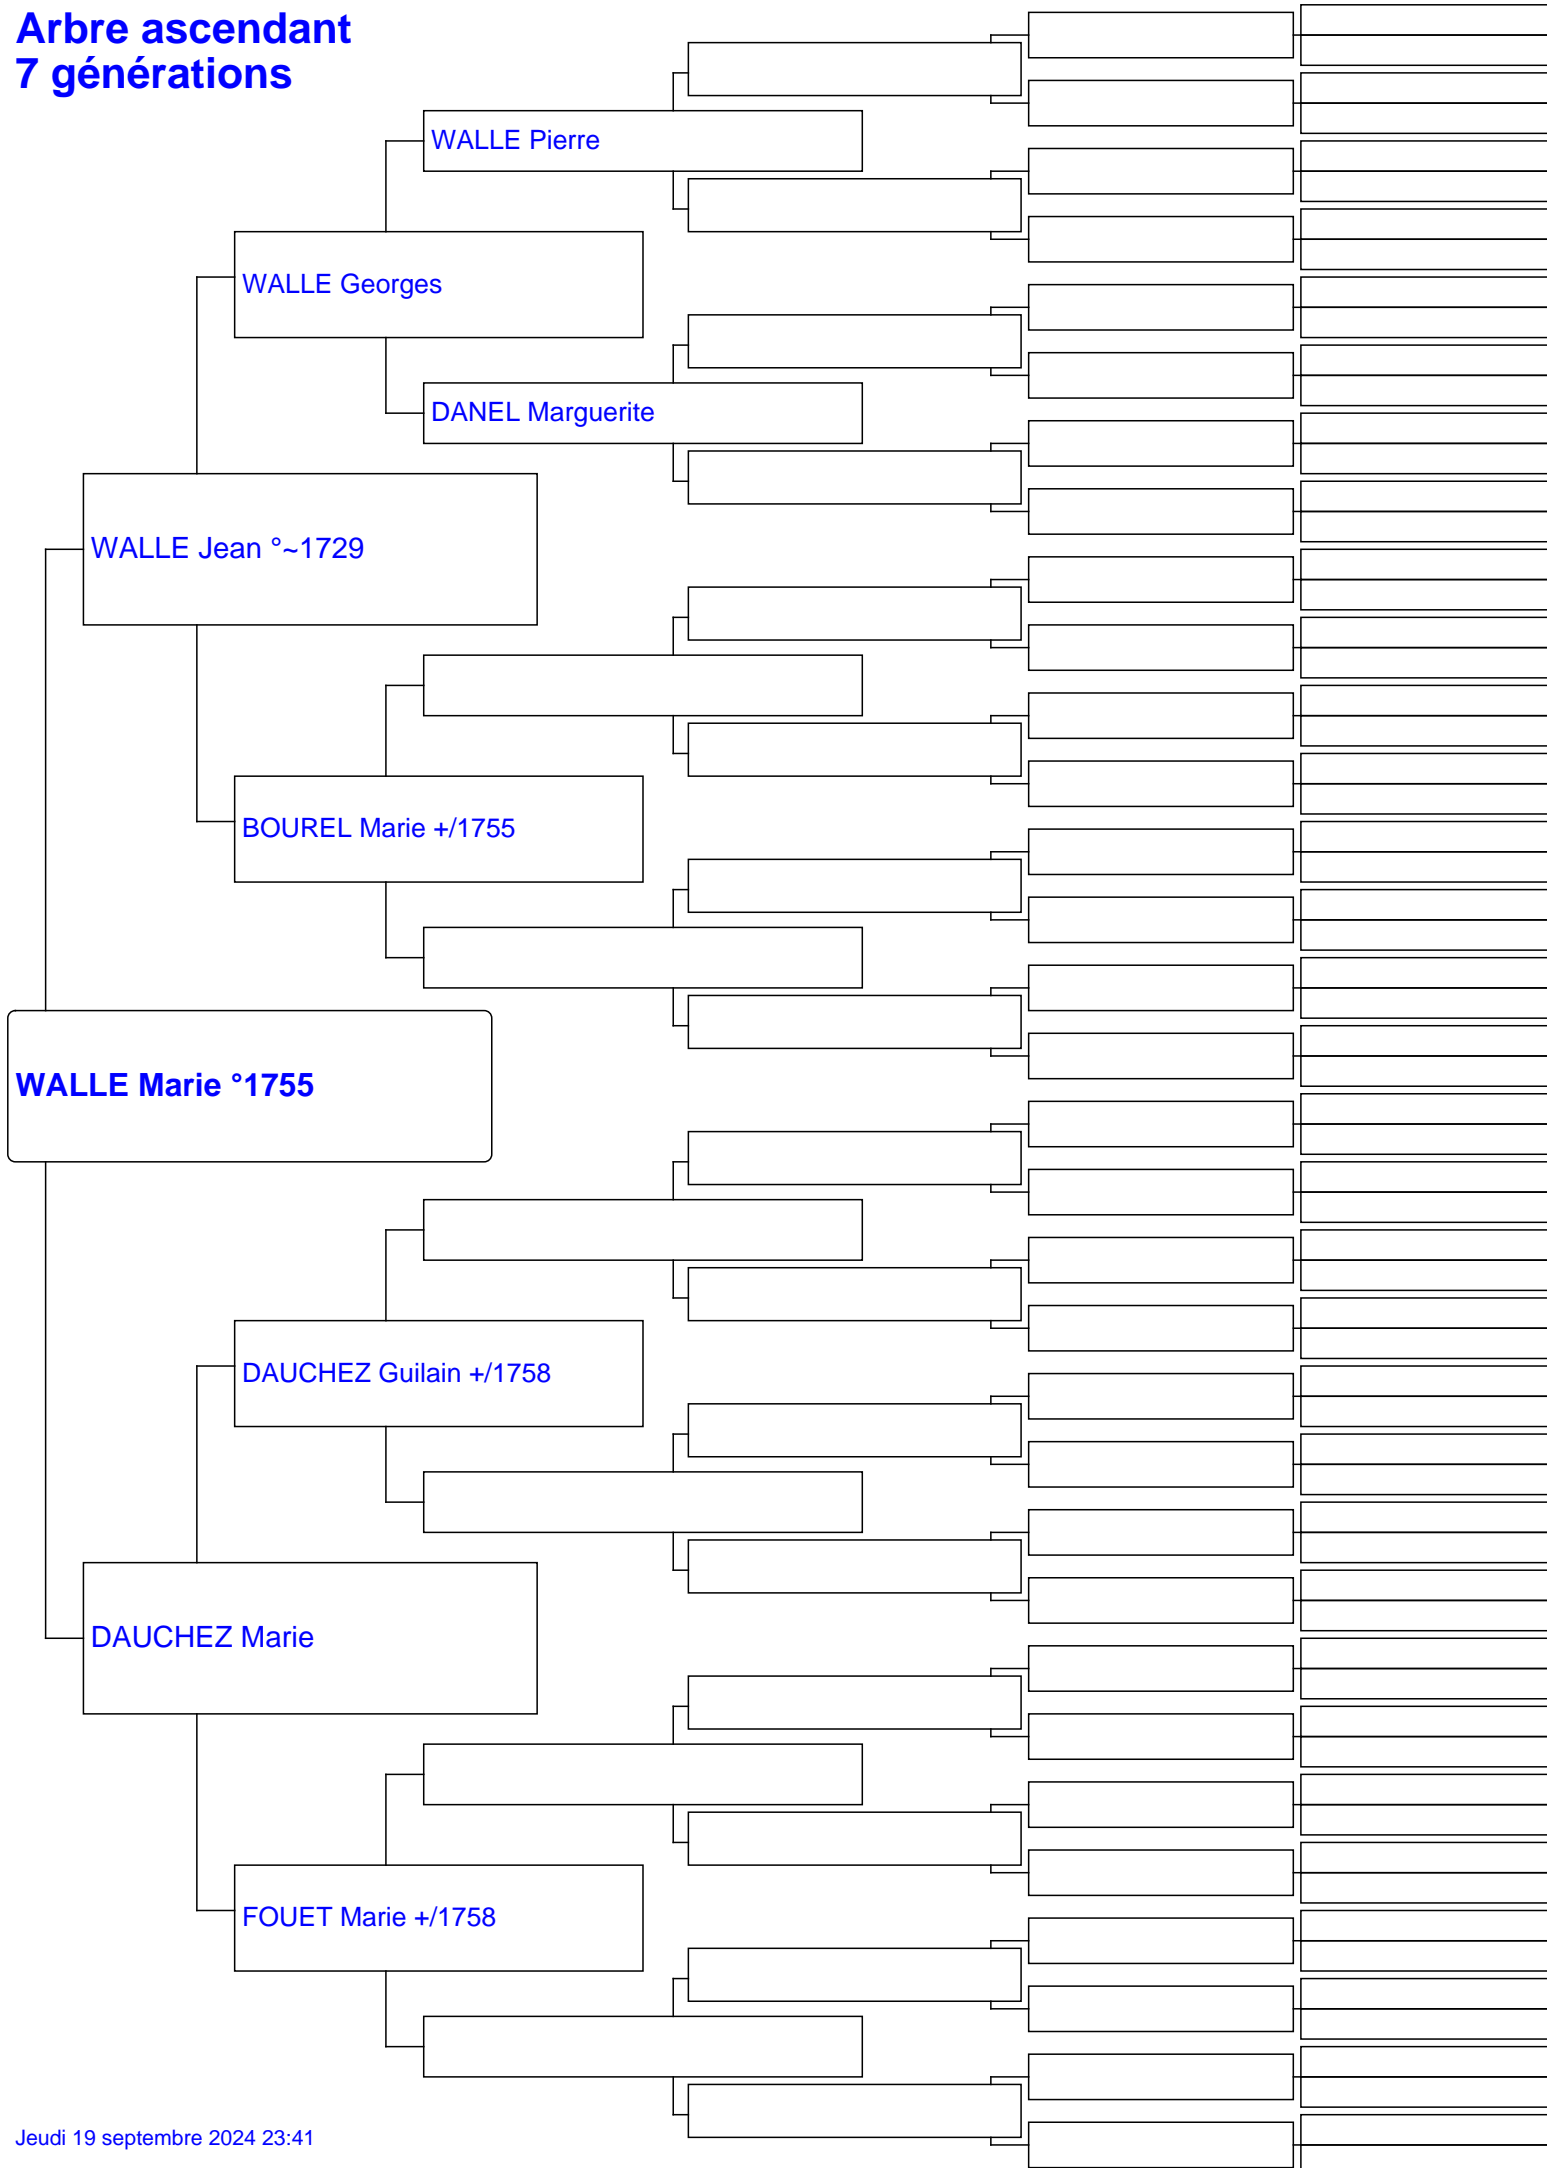 Arbre ascendant
7 générations
WALLE Pierre
WALLE Georges
DANEL Marguerite
WALLE Jean °~1729
BOUREL Marie +/1755
WALLE Marie °1755
DAUCHEZ Guilain +/1758
DAUCHEZ Marie
FOUET Marie +/1758
Jeudi 19 septembre 2024 23:41